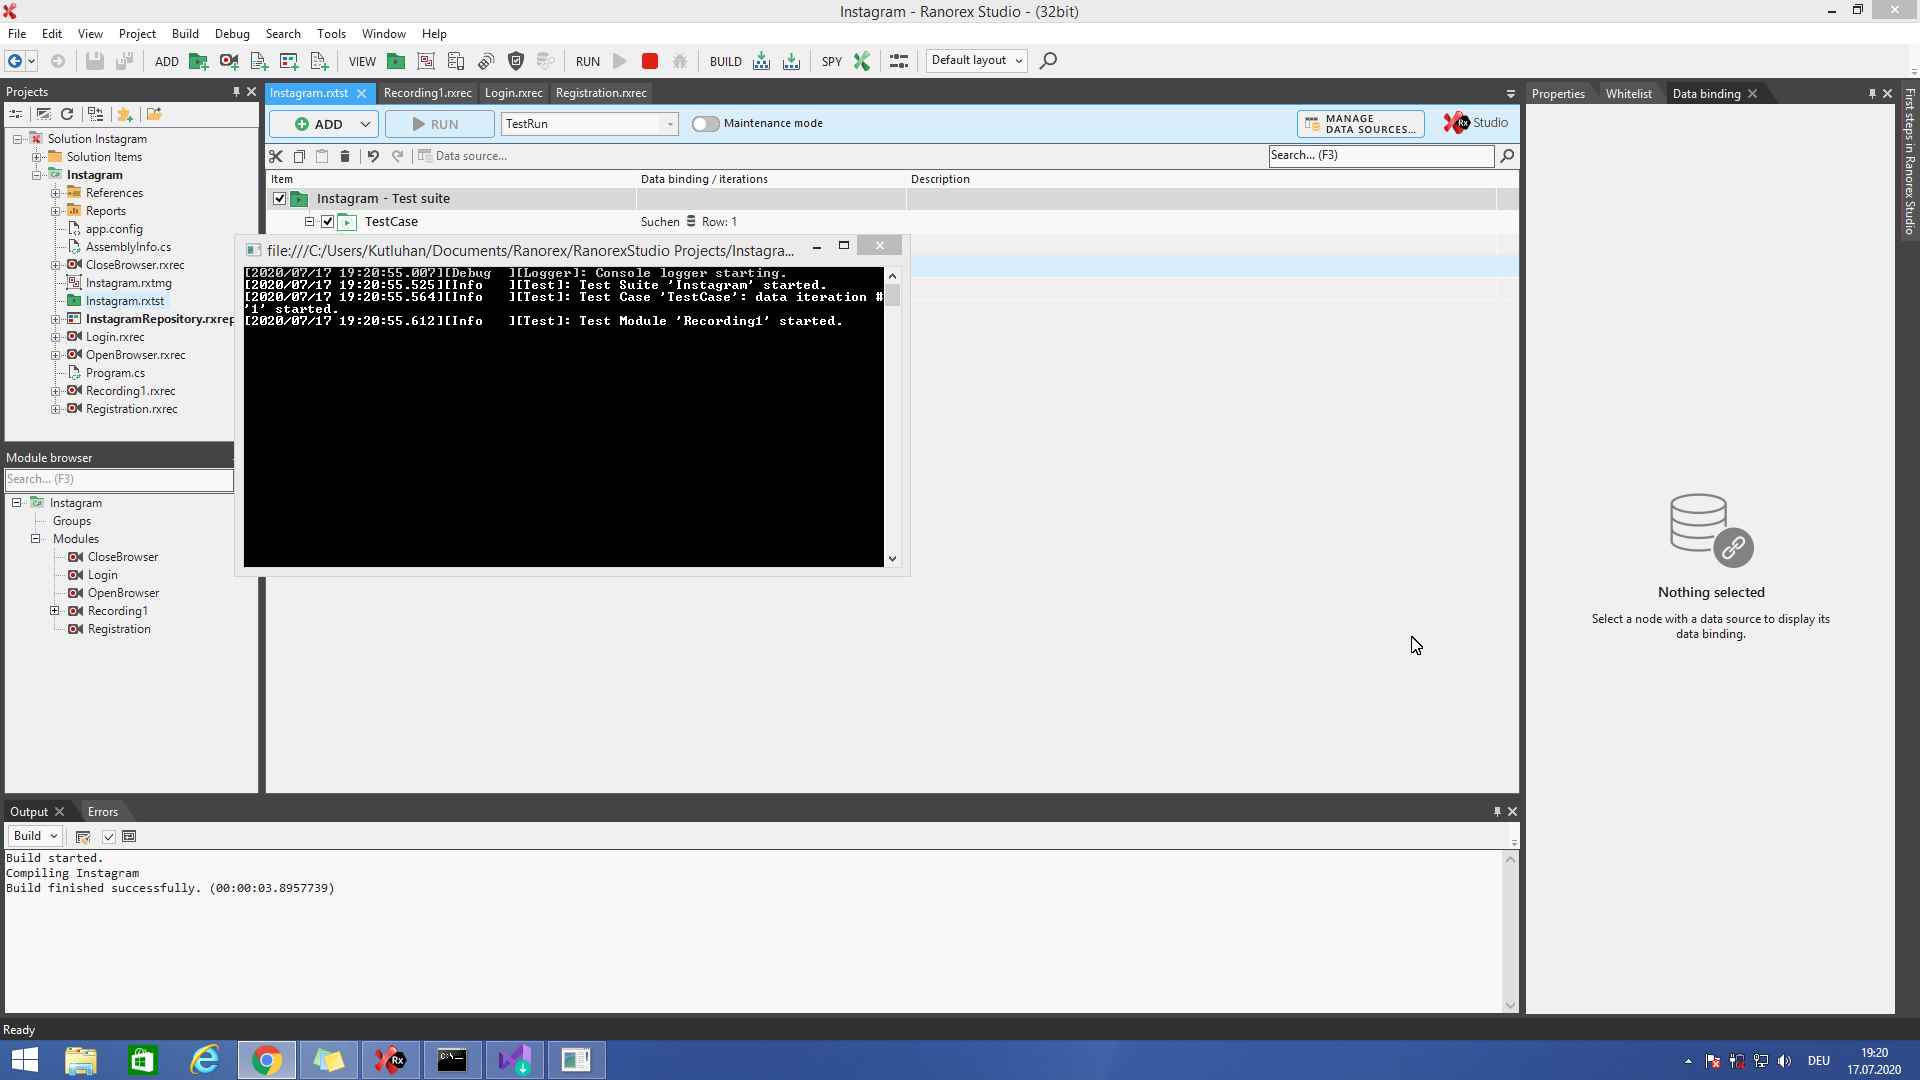 Instagram - Ranorex Studio - (32bit)
File Edit View Project Build Debug Search Tools Window Help
ADD VIEW RUN BUILD SPY Default layout
Projects
Solution Instagram
Solution Items
Instagram
References
Reports
app.config
AssemblyInfo.cs
CloseBrowser.rxrec
Instagram.rxtmg
Instagram.rxtst
InstagramRepository.rxrep
Login.rxrec
OpenBrowser.rxrec
Program.cs
Recording1.rxrec
Registration.rxrec
Module browser
Search... (F3)
Instagram
Groups
Modules
CloseBrowser
Login
OpenBrowser
Recording1
Registration
Instagram.rxtst Recording1.rxrec Login.rxrec Registration.rxrec
ADD RUN TestRun Maintenance mode
MANAGE
DATA SOURCES...
Rx Studio
Data source...
Search... (F3)
Item Data binding / iterations Description
Instagram - Test suite
TestCase Suchen Row: 1
file:///C:/Users/Kutluhan/Documents/Ranorex/RanorexStudio Projects/Instagra...
[2020/07/17 19:20:55.007][Debug ][Logger]: Console logger starting.
[2020/07/17 19:20:55.525][Info ][Test]: Test Suite 'Instagram' started.
[2020/07/17 19:20:55.564][Info ][Test]: Test Case 'TestCase': data iteration #
'1' started.
[2020/07/17 19:20:55.612][Info ][Test]: Test Module 'Recording1' started.
Properties Whitelist Data binding
Nothing selected
Select a node with a data source to display its
data binding.
First steps in Ranorex Studio
Output Errors
Build
Build started.
Compiling Instagram
Build finished successfully. (00:00:03.8957739)
Ready
Rx
C:\_
DEU
19:20
17.07.2020